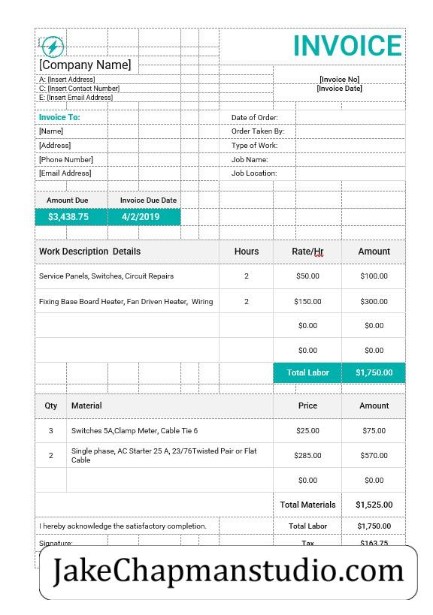 INVOICE
[Company Name]
A: [Insert Address]
[Invoice No]
C: [Insert Contact Number]
[Invoice Date]
E: [Insert Email Address]
Invoice To:
Date of Order:
[Name]
Order Taken By:
[Address]
Type of Work:
[Phone Number]
Job Name:
[Email Address]
Job Location:
Amount Due Invoice Due Date
$3,438.75 4/2/2019
Work Description Details Hours Rate/Hr Amount
Service Panels, Switches, Circuit Repairs 2 $50.00 $100.00
Fixing Base Board Heater, Fan Driven Heater, Wiring 2 $150.00 $300.00
$0.00 $0.00
$0.00 $0.00
Total Labor $1,750.00
Qty Material Price Amount
3 Switches 5A,Clamp Meter, Cable Tie 6 $25.00 $75.00
2 Single phase, AC Starter 25 A, 23/76Twisted Pair or Flat
Cable $285.00 $570.00
$0.00 $0.00
Total Materials $1,525.00
I hereby acknowledge the satisfactory completion. Total Labor $1,750.00
Signature: Tax $163.75
JakeChapmanstudio.com